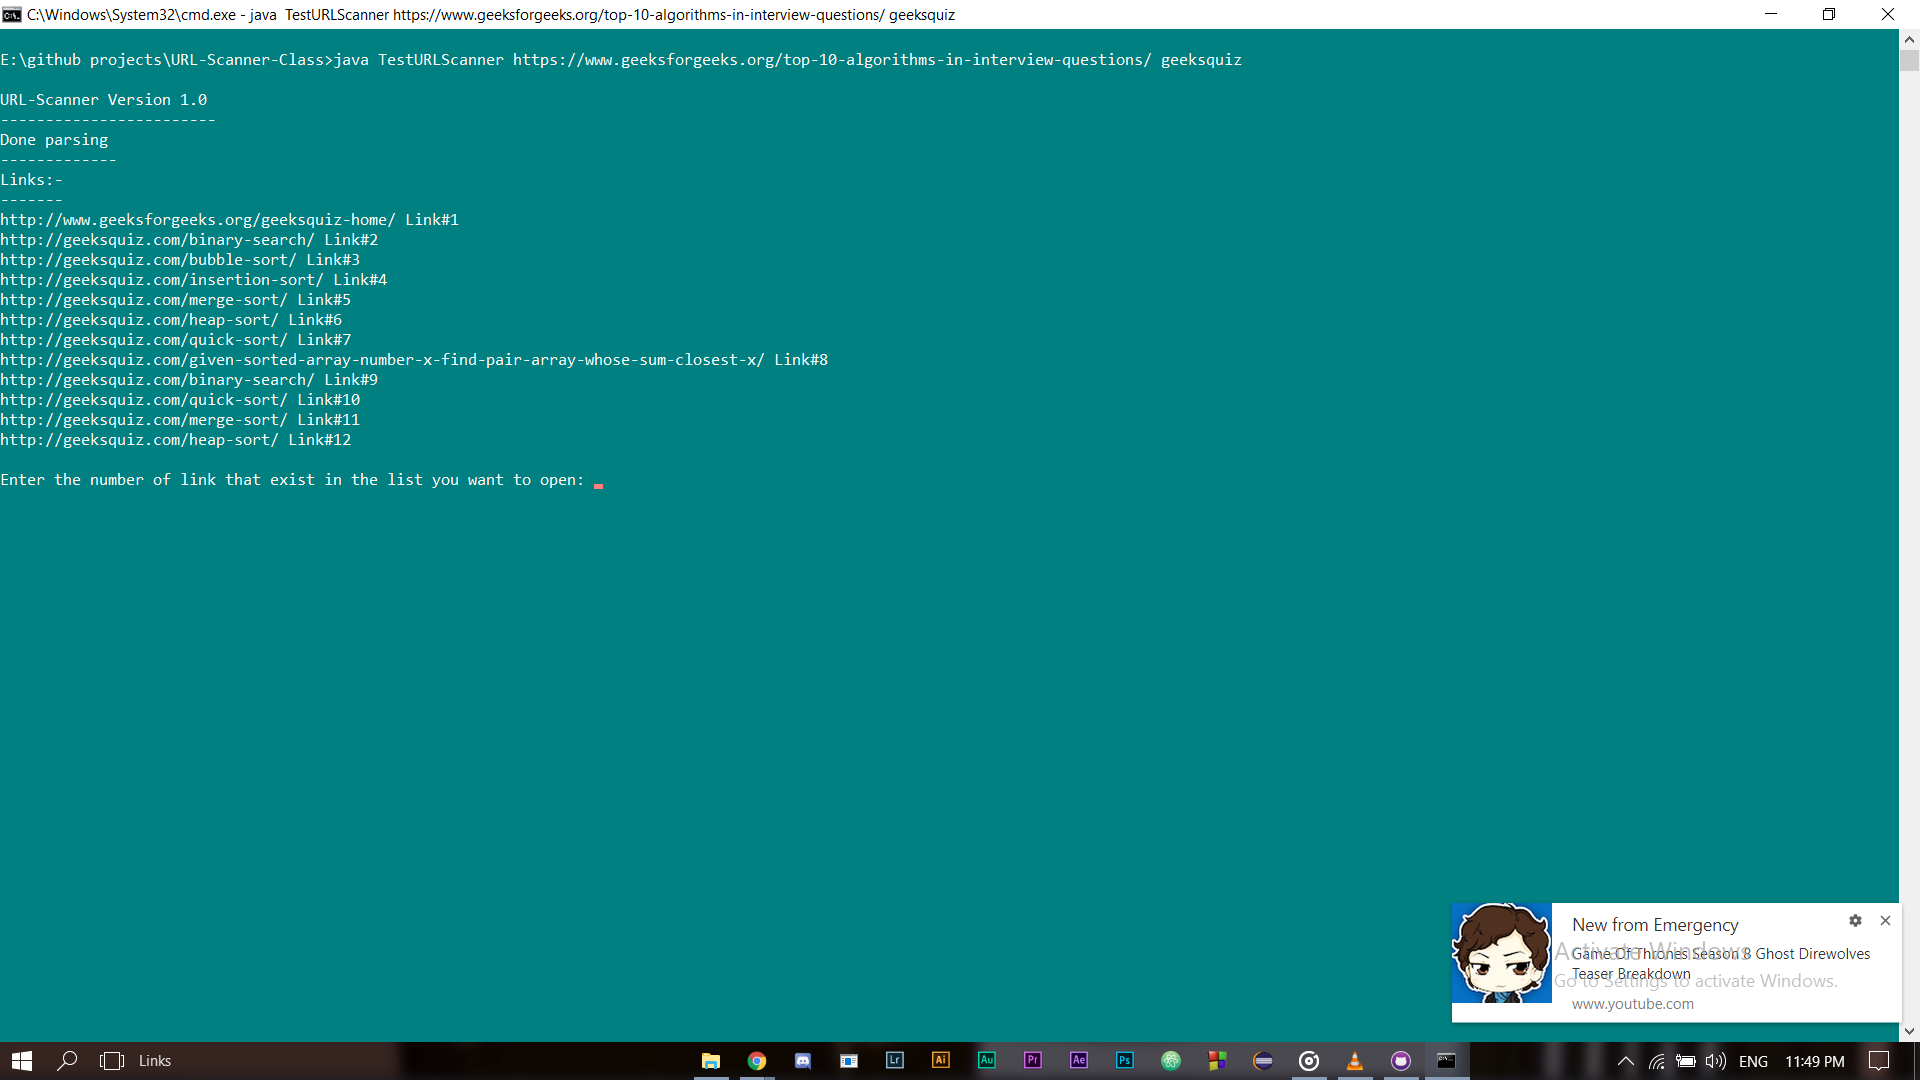 C:\Windows\System32\cmd.exe - java  TestURLScanner https://www.geeksforgeeks.org/top-10-algorithms-in-interview-questions/ geeksquiz
E:\github projects\URL-Scanner-Class>java TestURLScanner https://www.geeksforgeeks.org/top-10-algorithms-in-interview-questions/ geeksquiz
URL-Scanner Version 1.0
------------------------
Done parsing
-------------
Links:-
-------
http://www.geeksforgeeks.org/geeksquiz-home/ Link#1
http://geeksquiz.com/binary-search/ Link#2
http://geeksquiz.com/bubble-sort/ Link#3
http://geeksquiz.com/insertion-sort/ Link#4
http://geeksquiz.com/merge-sort/ Link#5
http://geeksquiz.com/heap-sort/ Link#6
http://geeksquiz.com/quick-sort/ Link#7
http://geeksquiz.com/given-sorted-array-number-x-find-pair-array-whose-sum-closest-x/ Link#8
http://geeksquiz.com/binary-search/ Link#9
http://geeksquiz.com/quick-sort/ Link#10
http://geeksquiz.com/merge-sort/ Link#11
http://geeksquiz.com/heap-sort/ Link#12
Enter the number of link that exist in the list you want to open:
New from Emergency
Game Of Thrones Season 8 Ghost Direwolves
Teaser Breakdown
www.youtube.com
Activate Windows
Go to Settings to activate Windows.
Links
Lr Ai Au Pr Ae Ps
ENG 11:49 PM